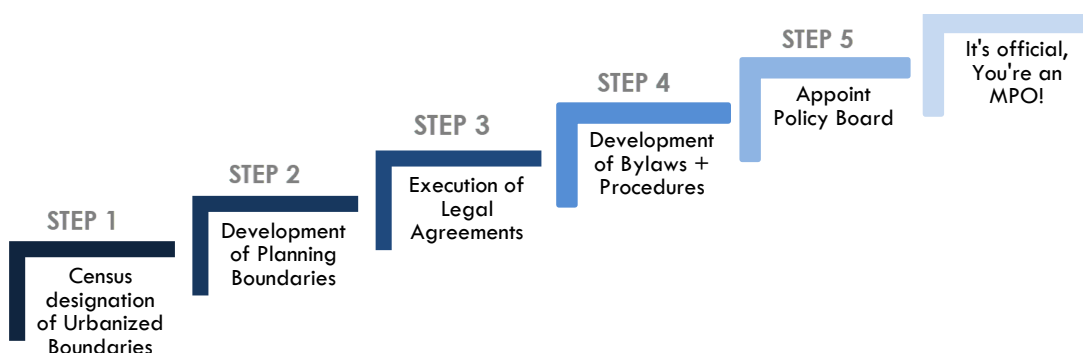 STEP 1
Census
designation
of Urbanized
Boundaries
STEP 2
Development
of Planning
Boundaries
STEP 3
Execution of
Legal
Agreements
STEP 4
Development
of Bylaws +
Procedures
STEP 5
Appoint
Policy Board
It's official,
You're an
MPO!